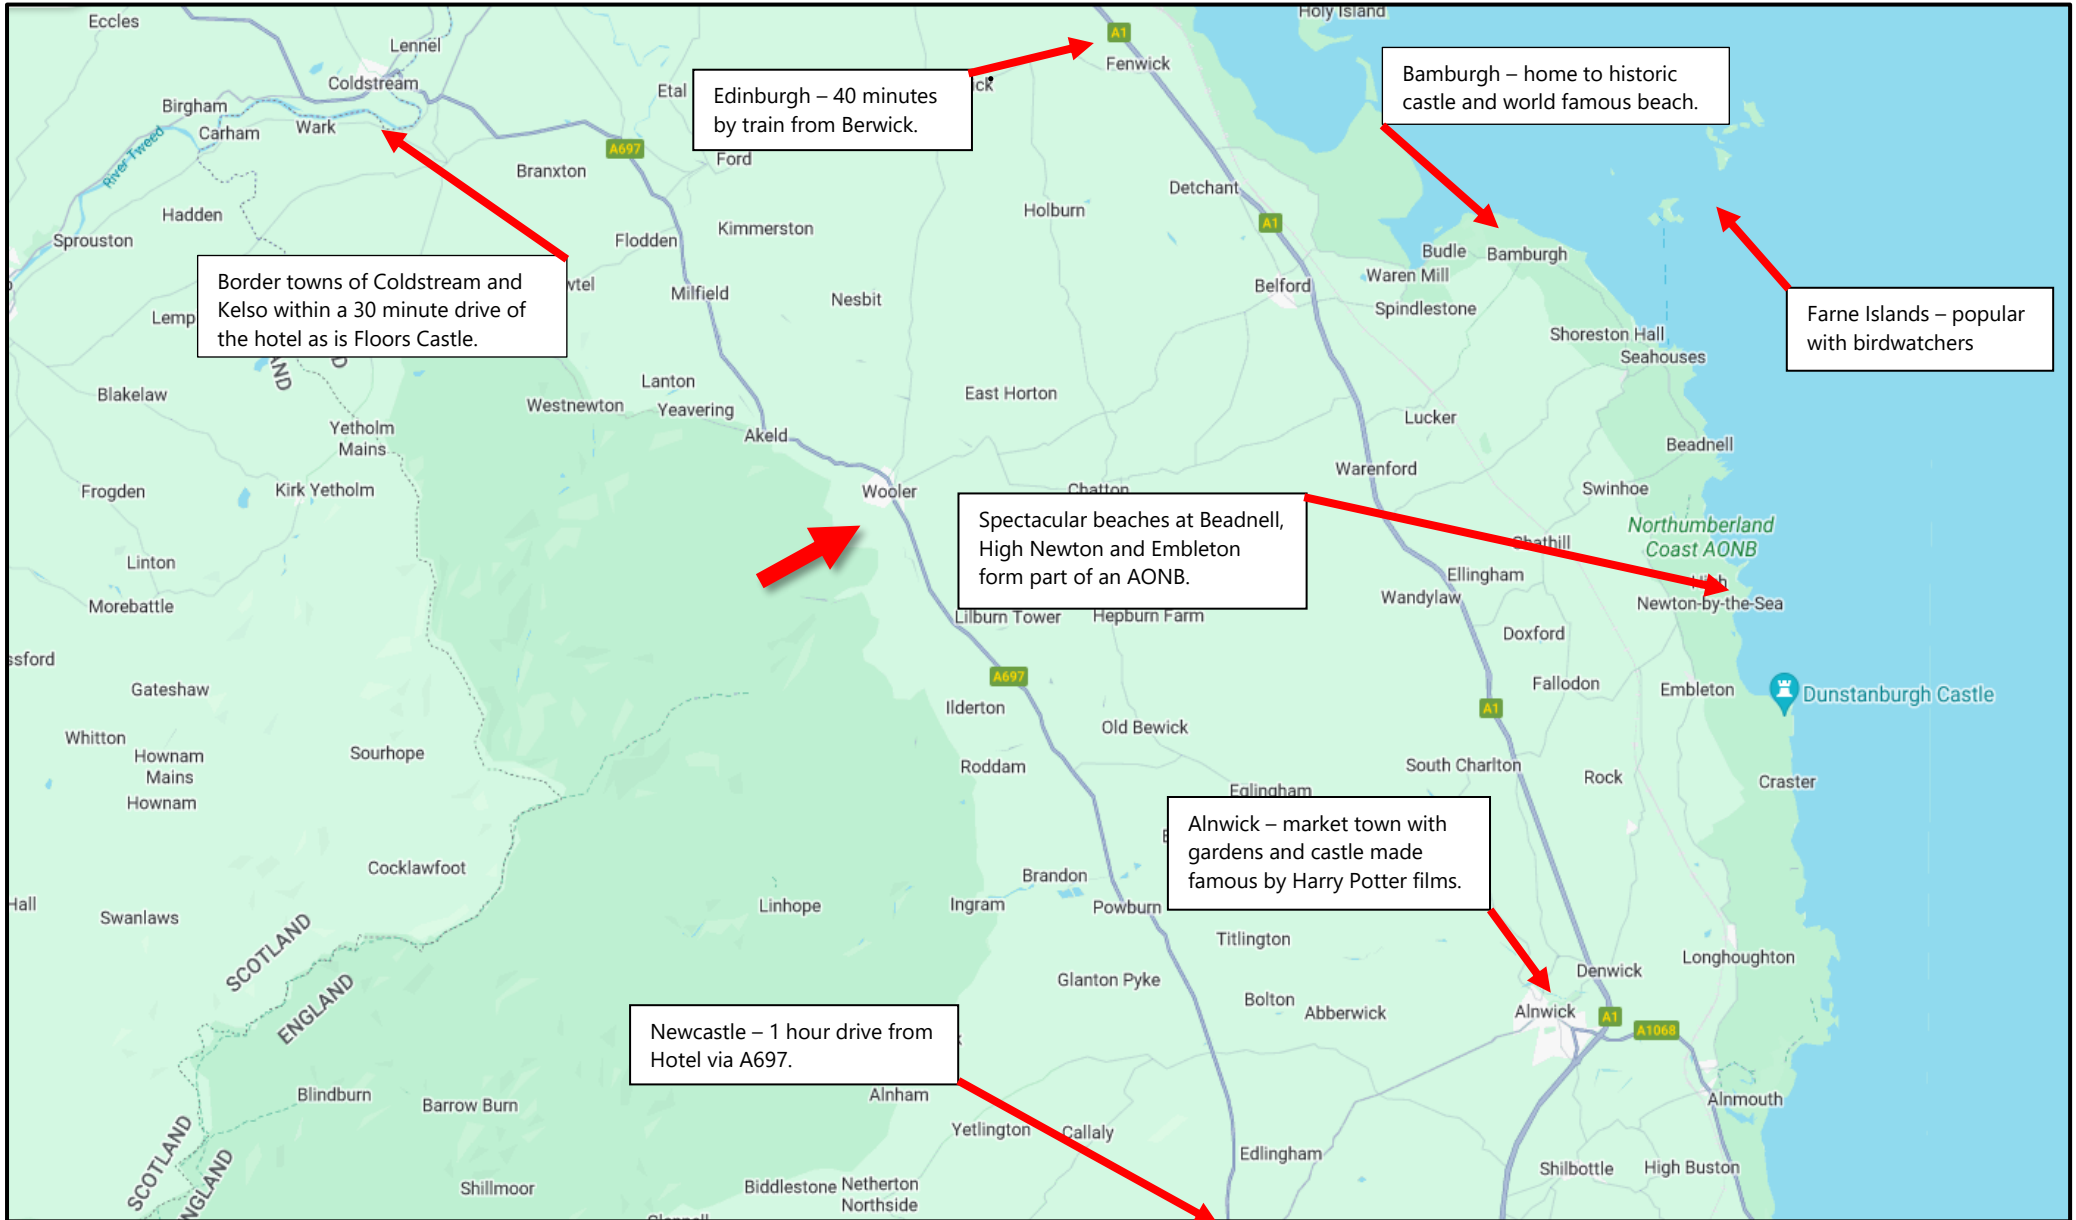 Eccles
Lennel
Coldstream
Birgham
Carham
Wark
River Tweed
Hadden
Sprouston
Etal
Edinburgh – 40 minutes
by train from Berwick.
A1
Fenwick
Holy Island
Bamburgh – home to historic
castle and world famous beach.
A697
Ford
Branxton
Detchant
Holburn
A1
Kimmerston
Flodden
Budle
Bamburgh
Waren Mill
Border towns of Coldstream and
Kelso within a 30 minute drive of
the hotel as is Floors Castle.
Milfield
Nesbit
Belford
Spindlestone
Farne Islands – popular
with birdwatchers
Shoreston Hall
Seahouses
Blakelaw
Lanton
Westnewton
Yeavering
East Horton
Lucker
Yetholm
Mains
Akeld
Beadnell
Warenford
Frogden
Kirk Yetholm
Wooler
Chatton
Swinhoe
Spectacular beaches at Beadnell,
High Newton and Embleton
form part of an AONB.
Northumberland
Coast AONB
Chathill
Linton
Ellingham
High
Newton-by-the-Sea
Morebattle
Wandylaw
Lilburn Tower
Hepburn Farm
Doxford
ssford
Gateshaw
A697
Fallodon
Embleton
Dunstanburgh Castle
Ilderton
A1
Old Bewick
Whitton
Hownam
Mains
Sourhope
Roddam
South Charlton
Rock
Craster
Hownam
Eglingham
Alnwick – market town with
gardens and castle made
famous by Harry Potter films.
Cocklawfoot
Brandon
Hall
Swanlaws
Linhope
Ingram
Powburn
SCOTLAND
ENGLAND
Titlington
Longhoughton
Denwick
Glanton Pyke
Bolton
Abberwick
Alnwick
A1
A1068
Newcastle – 1 hour drive from
Hotel via A697.
Blindburn
Barrow Burn
Alnham
Alnmouth
Yetlington
Callaly
Edlingham
SCOTLAND
Shilbottle
High Buston
Shillmoor
Biddlestone
Netherton
Northside